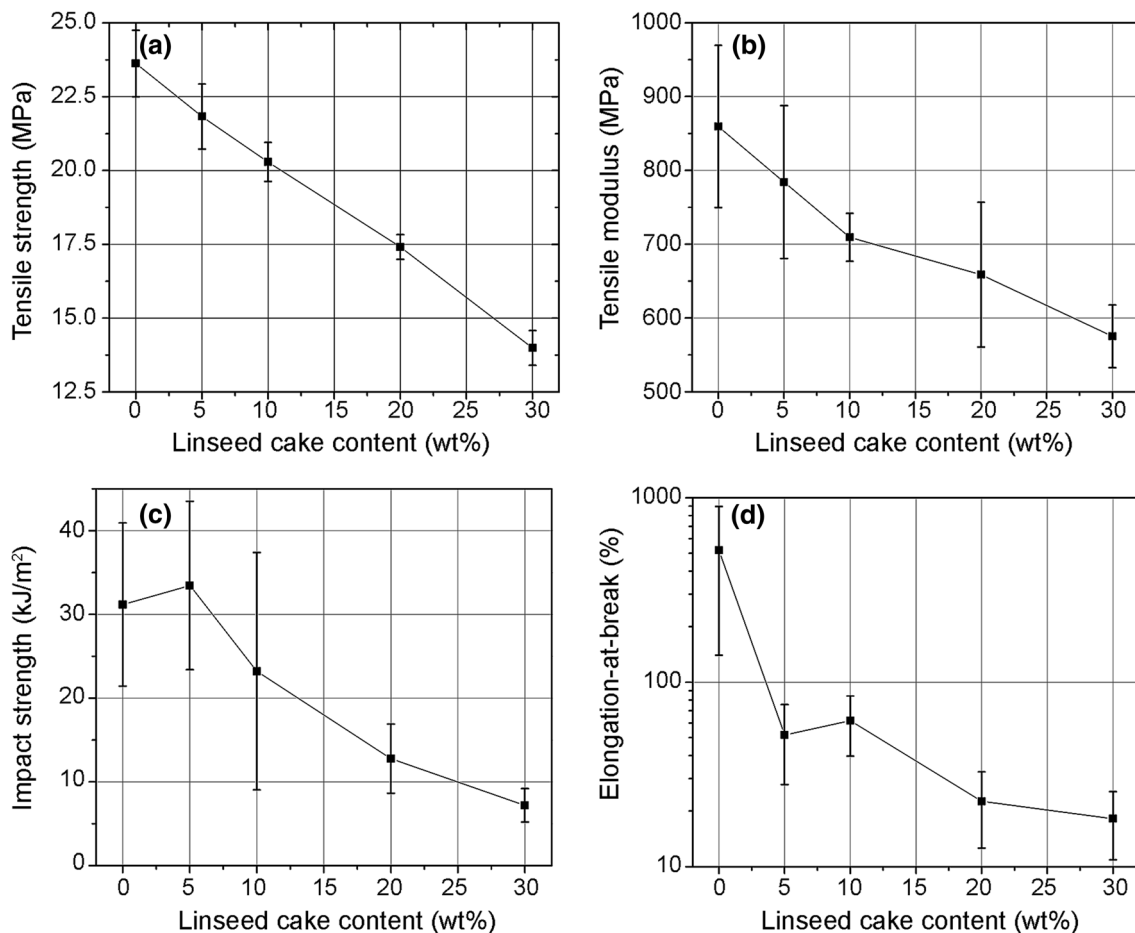 (a)
Tensile strength (MPa)
25.0
22.5
20.0
17.5
15.0
12.5
0 5 10 15 20 25 30
Linseed cake content (wt%)
(b)
Tensile modulus (MPa)
1000
900
800
700
600
500
0 5 10 15 20 25 30
Linseed cake content (wt%)
(c)
Impact strength (kJ/m²)
40
30
20
10
0
0 5 10 15 20 25 30
Linseed cake content (wt%)
(d)
Elongation-at-break (%)
1000
100
10
0 5 10 15 20 25 30
Linseed cake content (wt%)